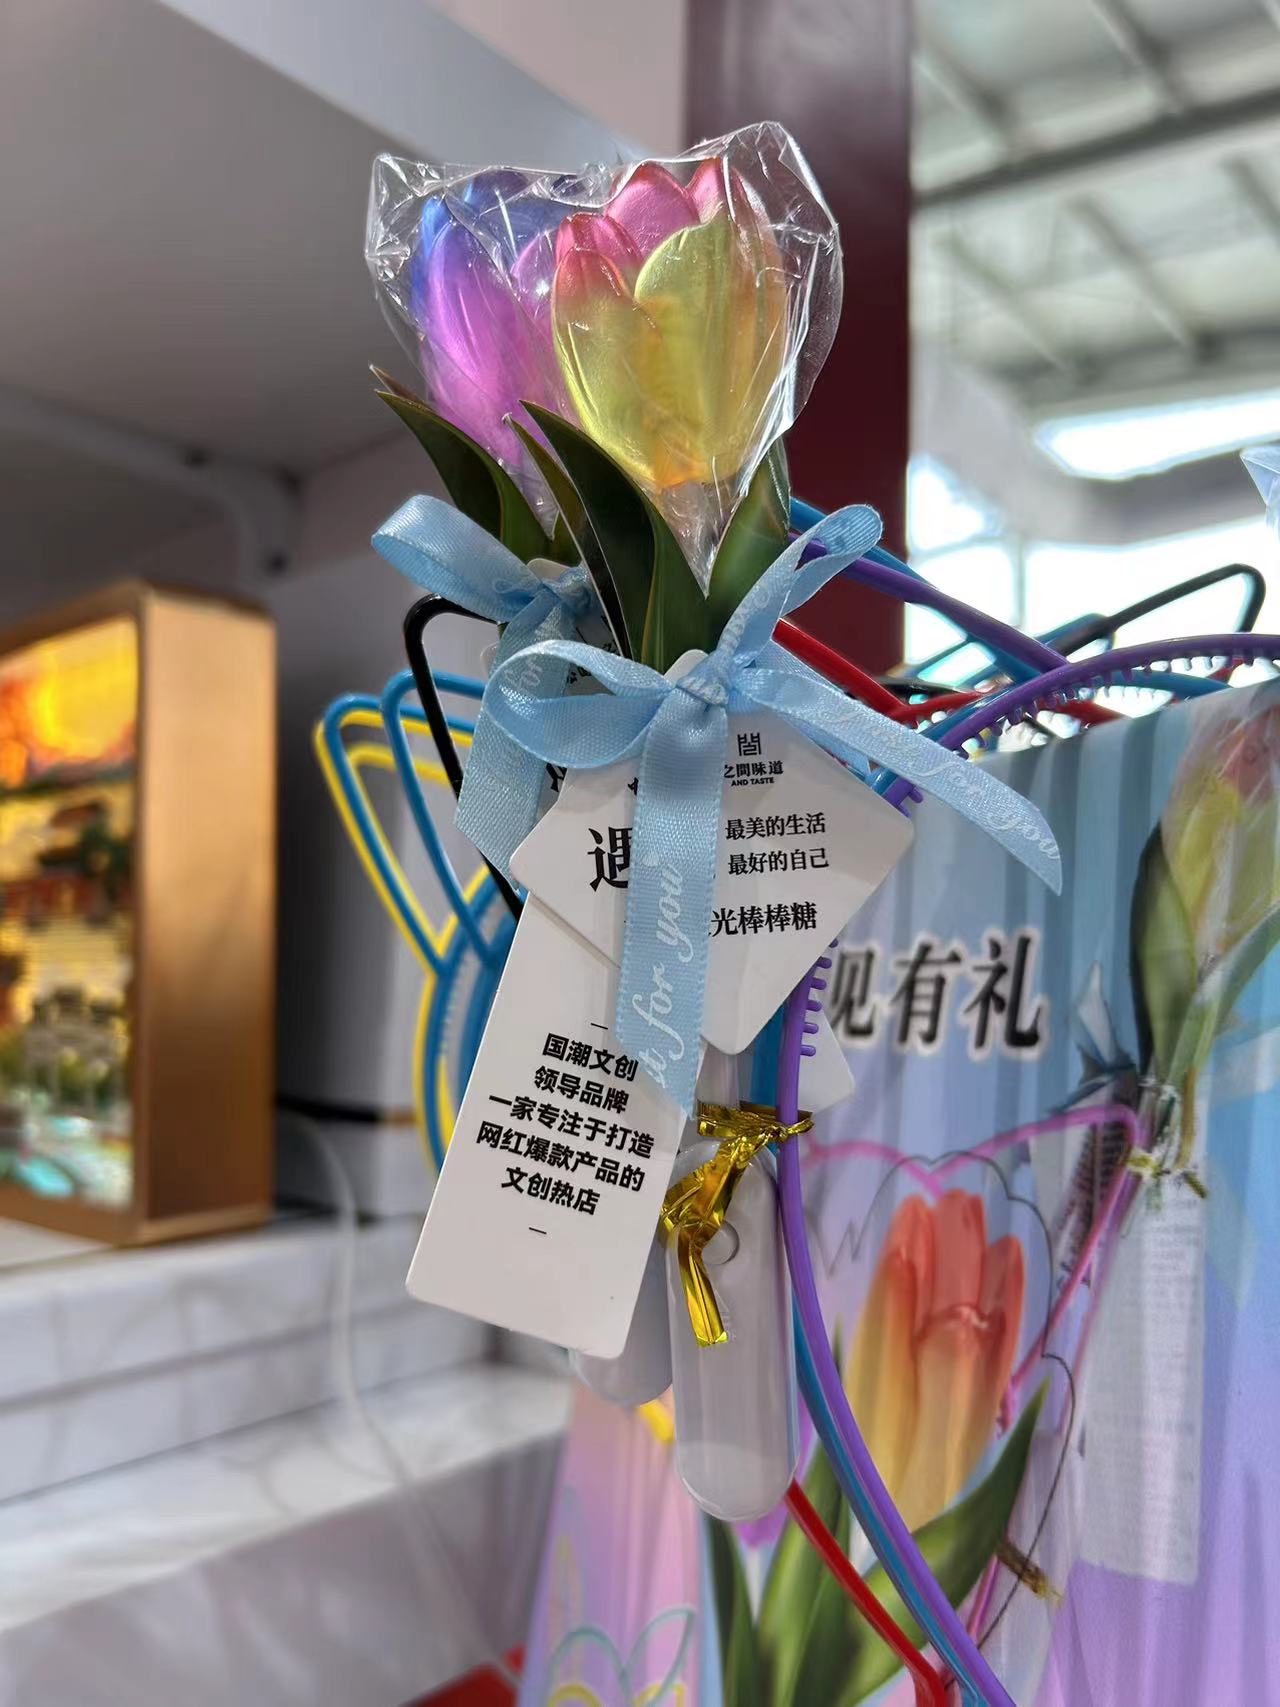 之間味道
AND TASTE
遇
最美的生活
最好的自己
光棒棒糖
for you
for you
现有礼
国潮文创
领导品牌
一家专注于打造
网红爆款产品的
文创热店